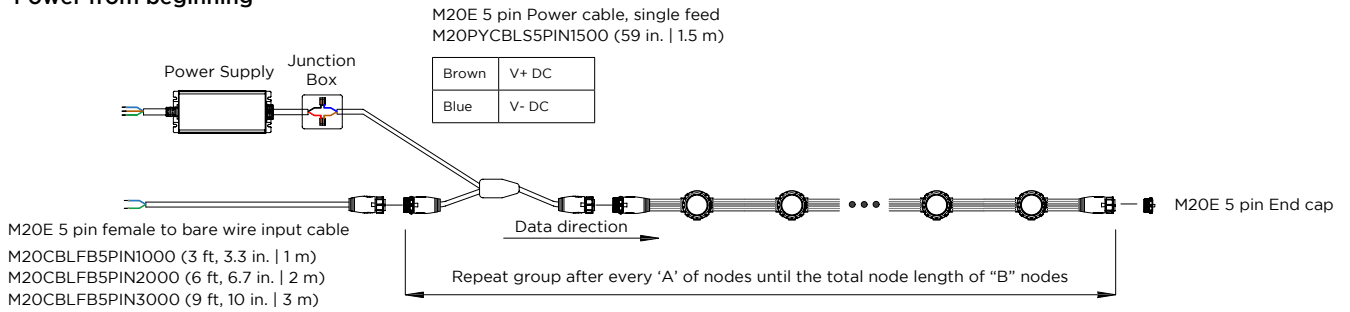 Power from beginning
M20E 5 pin Power cable, single feed
M20PYCBLS5PIN1500 (59 in. | 1.5 m)
Brown V+ DC
Blue V- DC
Power Supply
Junction
Box
M20E 5 pin female to bare wire input cable
M20CBLFB5PIN1000 (3 ft, 3.3 in. | 1 m)
M20CBLFB5PIN2000 (6 ft, 6.7 in. | 2 m)
M20CBLFB5PIN3000 (9 ft, 10 in. | 3 m)
Data direction
M20E 5 pin End cap
Repeat group after every ‘A’ of nodes until the total node length of “B” nodes